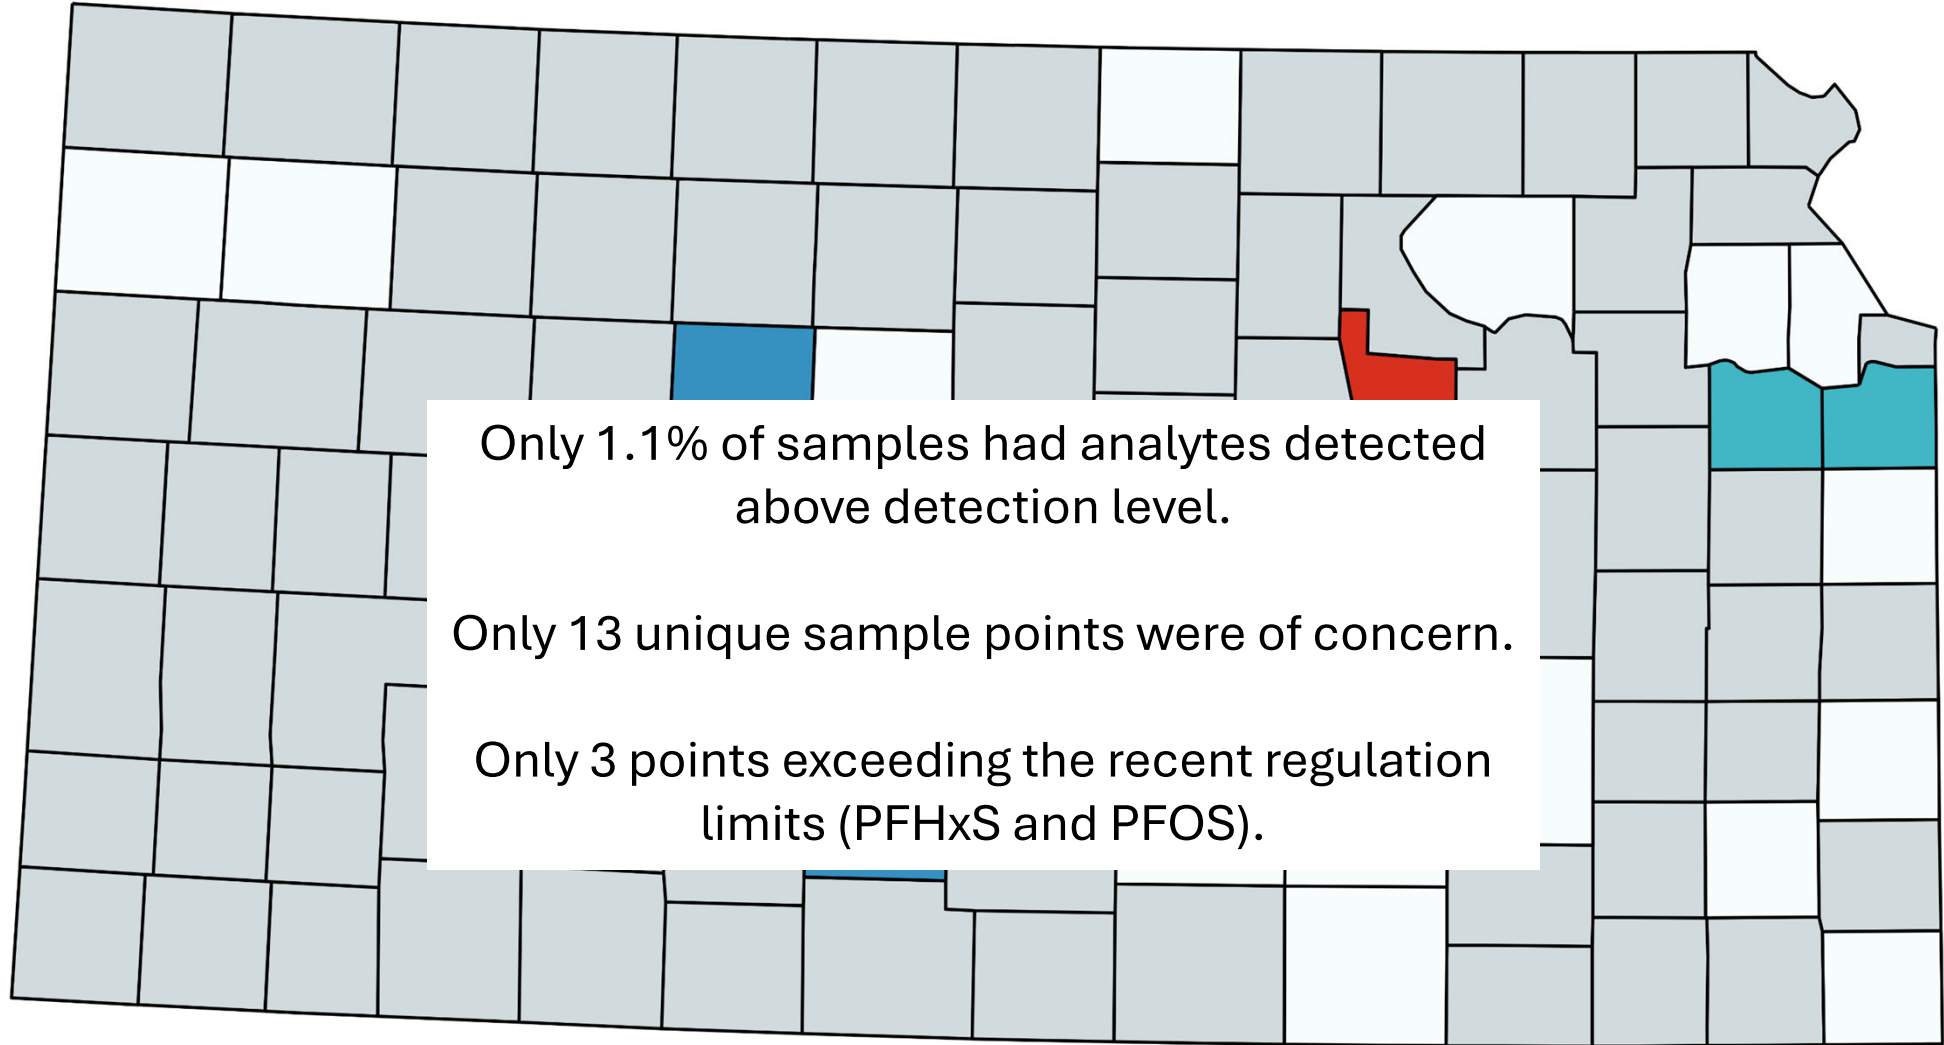 Only 1.1% of samples had analytes detected
above detection level.
Only 13 unique sample points were of concern.
Only 3 points exceeding the recent regulation
limits (PFHxS and PFOS).